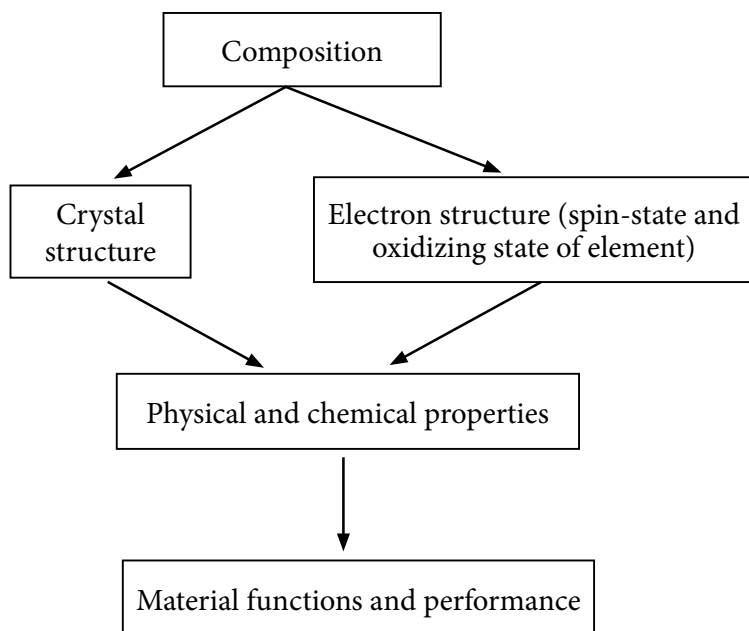 Composition
Crystal
structure
Electron structure (spin-state and
oxidizing state of element)
Physical and chemical properties
Material functions and performance